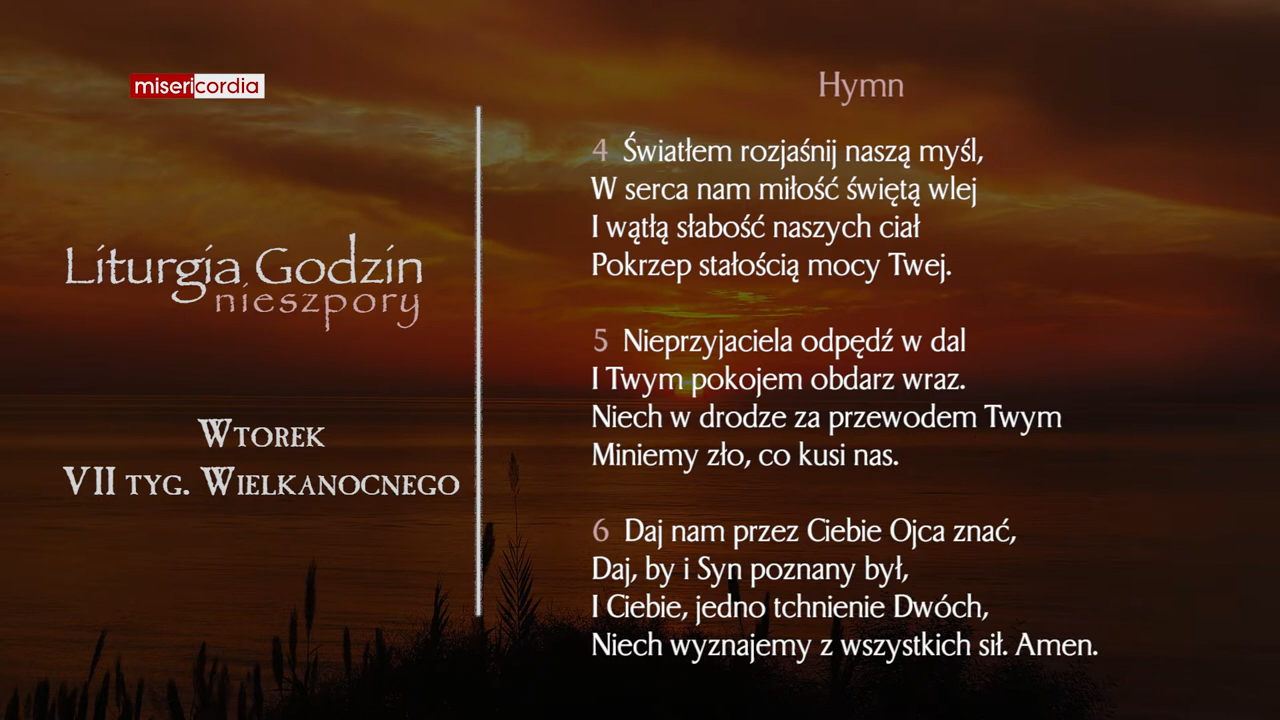 misericordia
Liturgia Godzin
nieszpory
Wtorek
VII tyg. Wielkanocnego
Hymn
4 Światłem rozjaśnij naszą myśl,
W serca nam miłość świętą wlej
I wątłą słabość naszych ciał
Pokrzep stałością mocy Twej.
5 Nieprzyjaciela odpędź w dal
I Twym pokojem obdarz wraz.
Niech w drodze za przewodem Twym
Miniemy zło, co kusi nas.
6 Daj nam przez Ciebie Ojca znać,
Daj, by i Syn poznany był,
I Ciebie, jedno tchnienie Dwóch,
Niech wyznajemy z wszystkich sił. Amen.